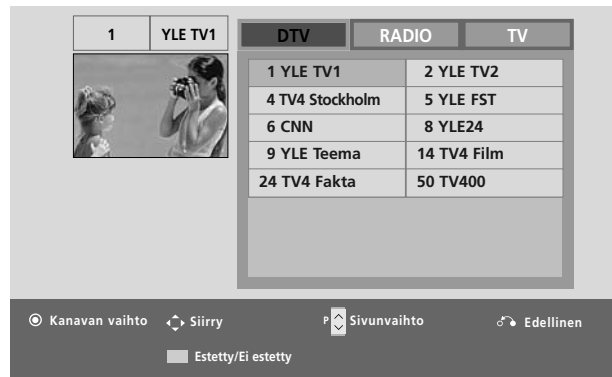 1 YLE TV1
DTV RADIO TV
1 YLE TV1 2 YLE TV2
4 TV4 Stockholm 5 YLE FST
6 CNN 8 YLE24
9 YLE Teema 14 TV4 Film
24 TV4 Fakta 50 TV400
Kanavan vaihto Siirry P Sivunvaihto Edellinen
Estetty/Ei estetty